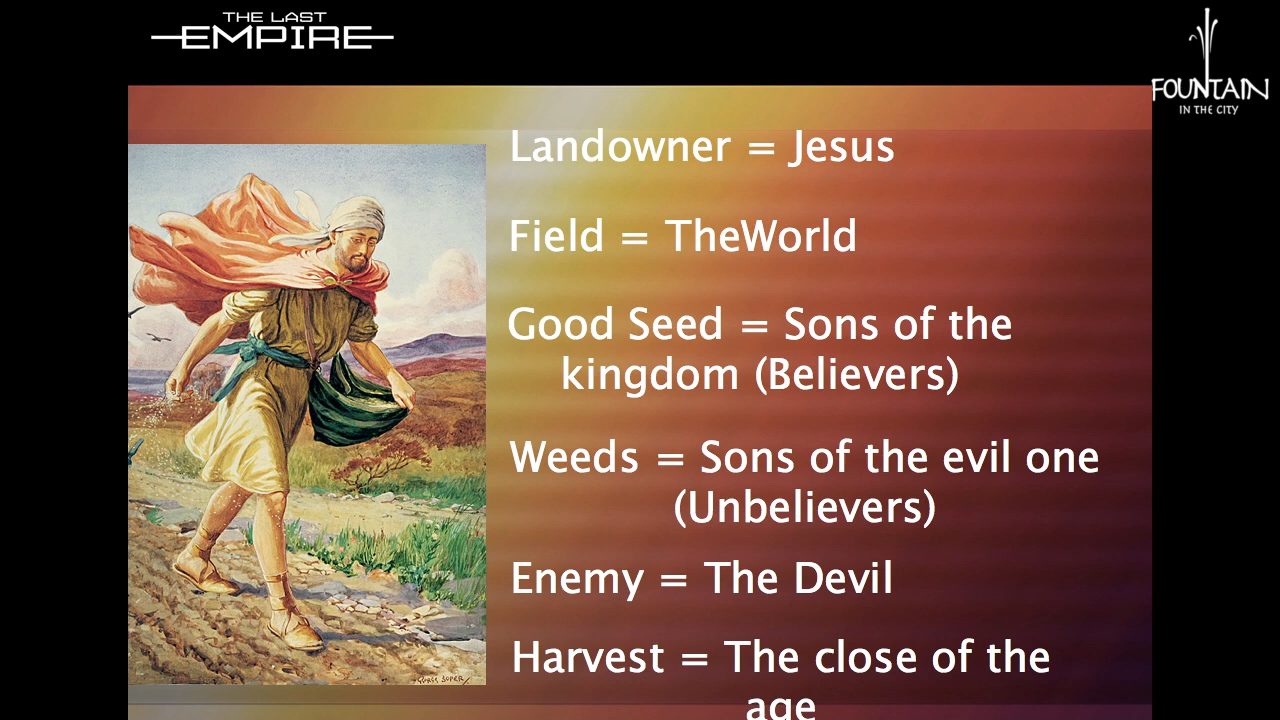 THE LAST
EMPIRE
FOUNTAIN
IN THE CITY
Landowner = Jesus
Field = TheWorld
Good Seed = Sons of the
kingdom (Believers)
Weeds = Sons of the evil one
(Unbelievers)
Enemy = The Devil
Harvest = The close of the
age